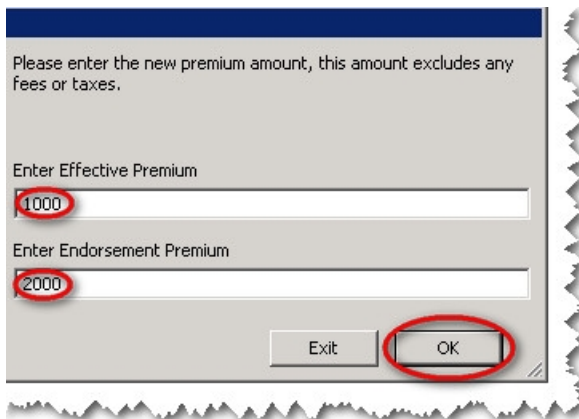 Please enter the new premium amount, this amount excludes any
fees or taxes.
Enter Effective Premium
1000
Enter Endorsement Premium
2000
Exit
OK